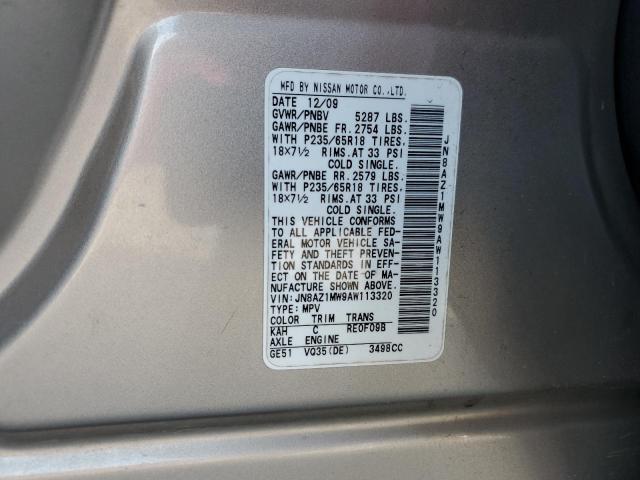 MFD BY NISSAN MOTOR CO.,LTD.
DATE 12/09
GVWR/PNBV 5287 LBS.
GAWR/PNBE FR. 2754 LBS.
WITH P235/65R18 TIRES.
18×7½ RIMS.AT 33 PSI
COLD SINGLE.
GAWR/PNBE RR. 2579 LBS.
WITH P235/65R18 TIRES.
18×7½ RIMS.AT 33 PSI
COLD SINGLE.
THIS VEHICLE CONFORMS
TO ALL APPLICABLE FED-
ERAL MOTOR VEHICLE SA-
FETY AND THEFT PREVEN-
TION STANDARDS IN EFF-
ECT ON THE DATE OF MA-
NUFACTURE SHOWN ABOVE.
VIN:JN8AZ1MW9AW113320
TYPE:MPV
COLOR TRIM TRANS
KAH C RE0F09B
AXLE ENGINE
GE51 VQ35(DE) 3498CC
JN8AZ1MW9AW113320